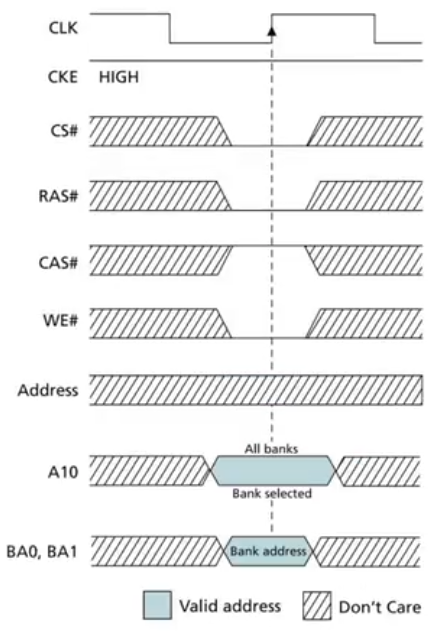 CLK
CKE HIGH
CS#
RAS#
CAS#
WE#
Address
All banks
A10
Bank selected
BA0, BA1 Bank address
Valid address Don't Care